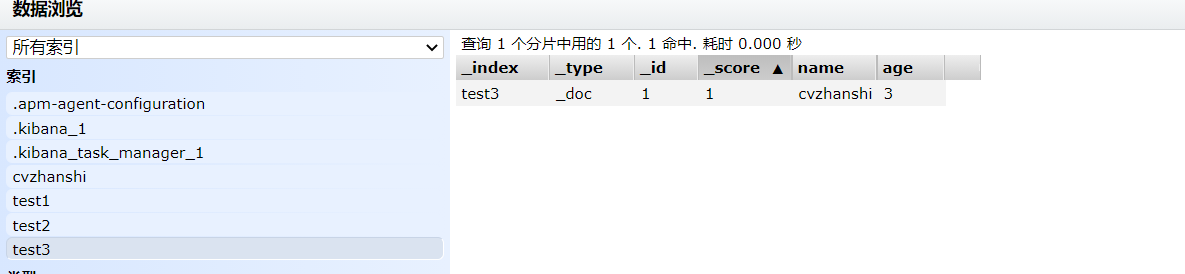 数据浏览
所有索引
索引
.apm-agent-configuration
.kibana_1
.kibana_task_manager_1
cvzhanshi
test1
test2
test3
查询 1 个分片中用的 1 个. 1 命中. 耗时 0.000 秒
_index _type _id _score ▲ name age
test3 _doc 1 1 cvzhanshi 3